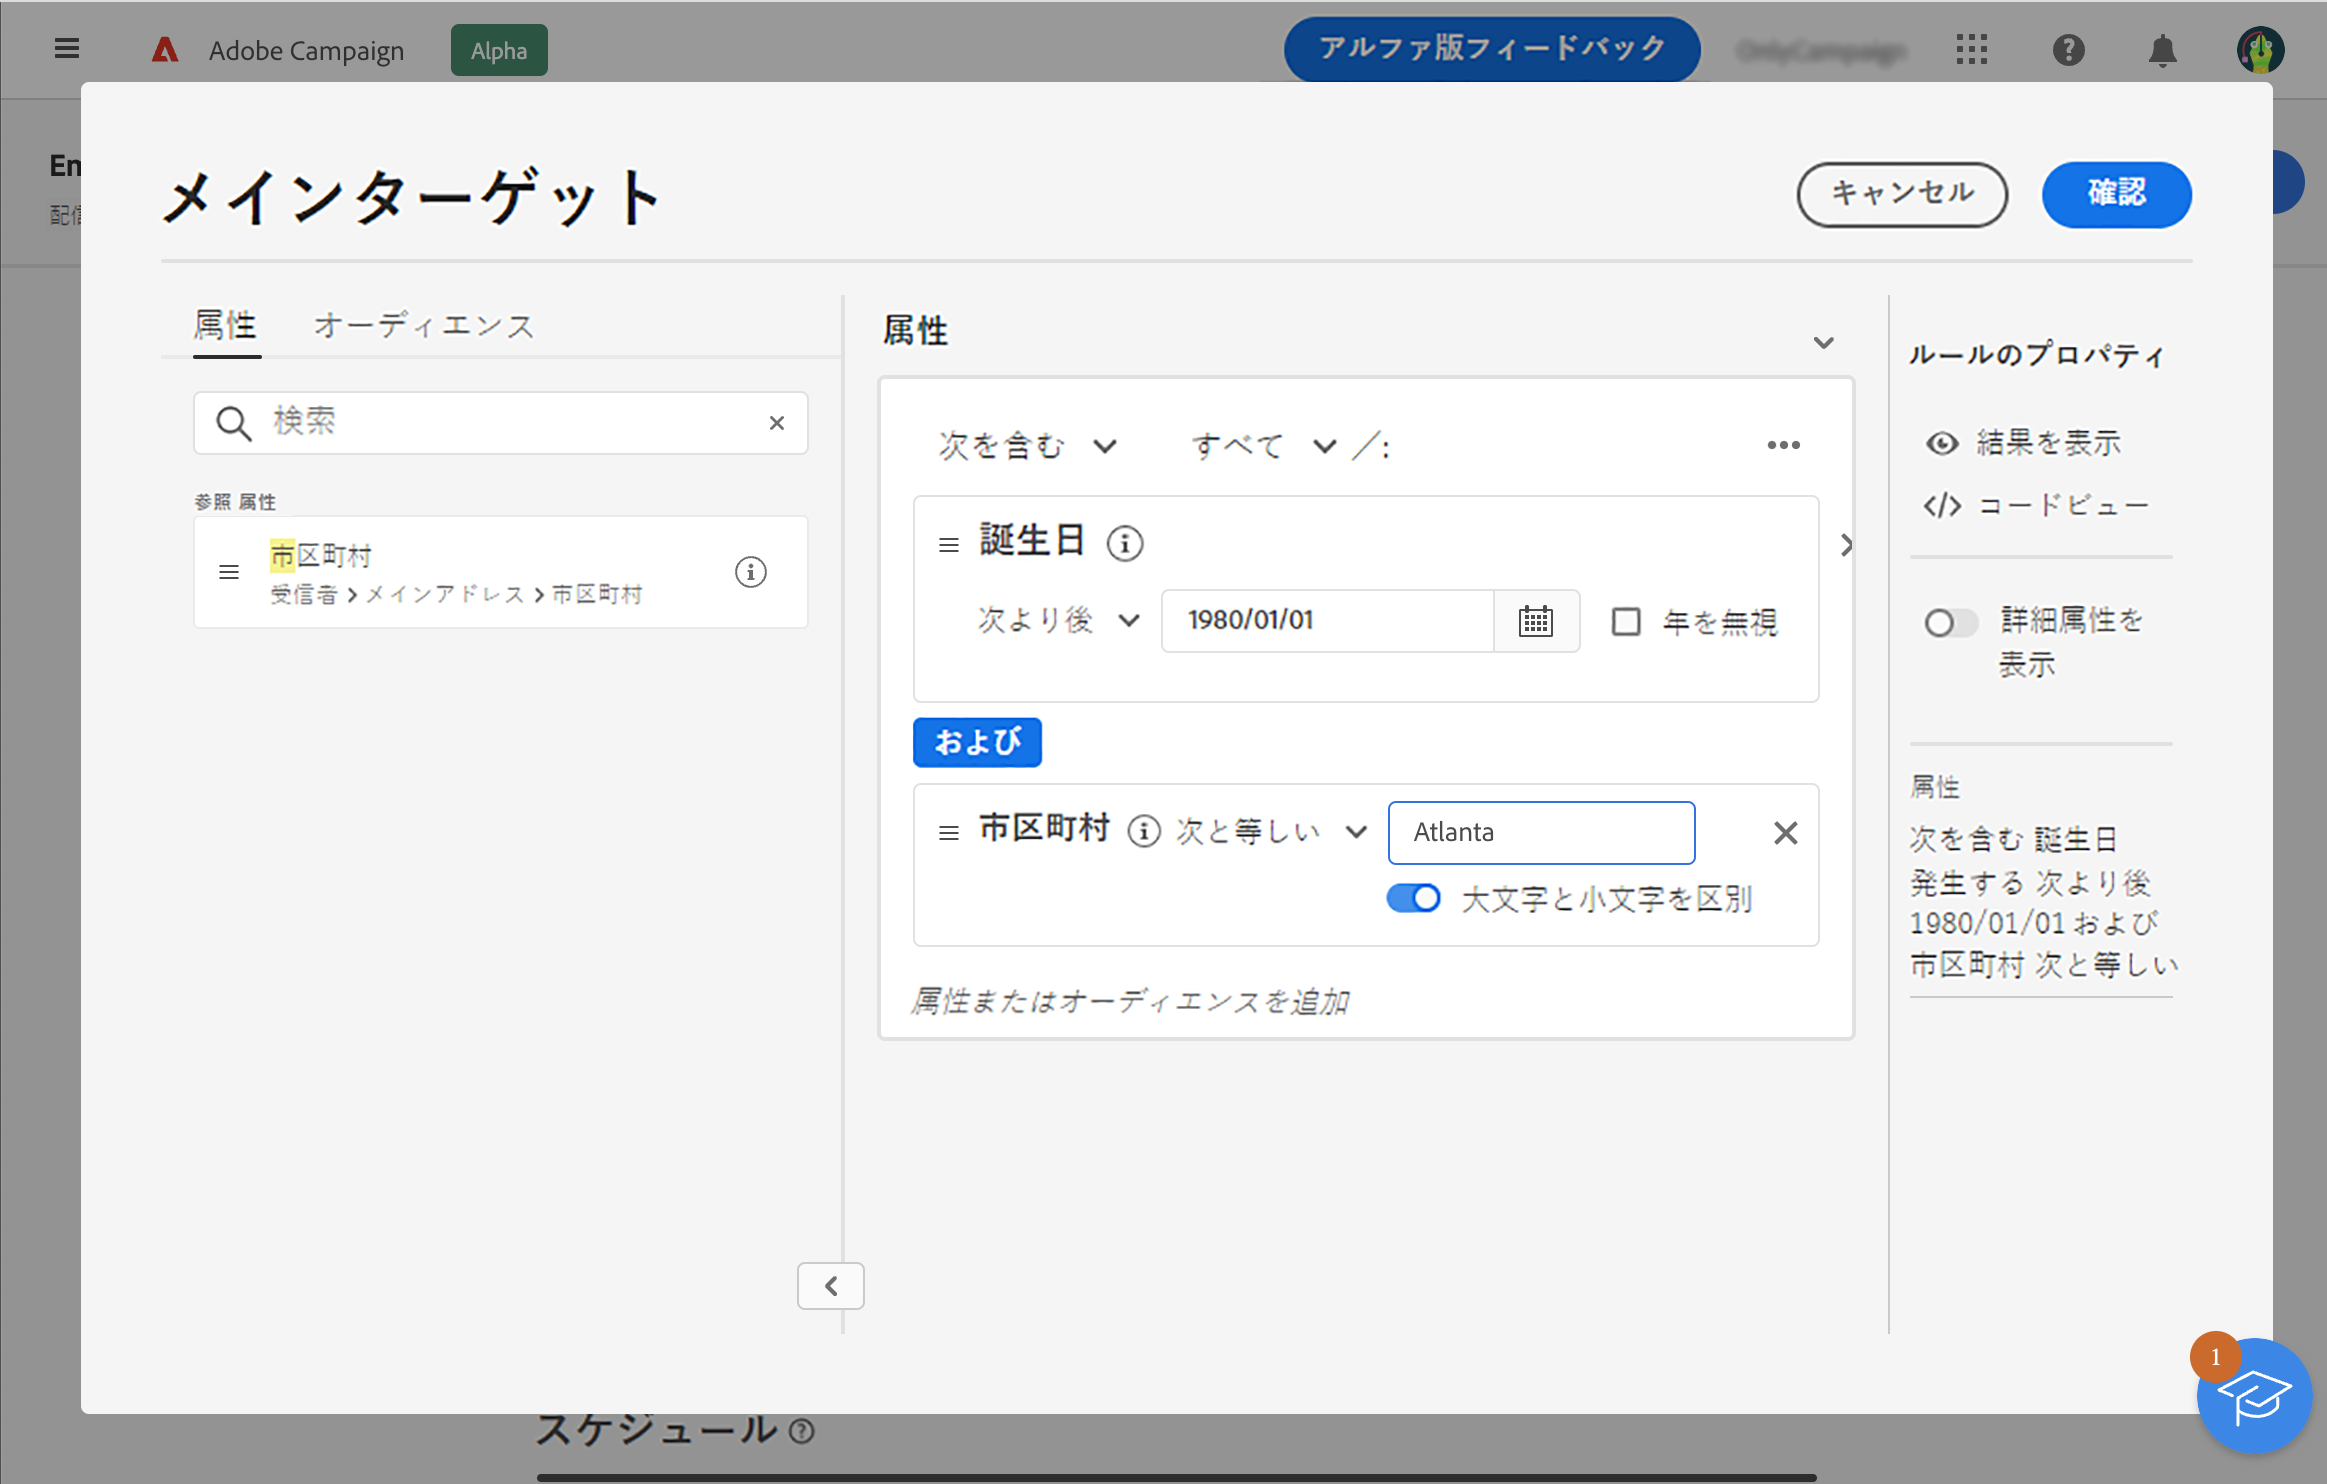 Adobe Campaign
Alpha
アルファ版フィードバック
En
配信
メインターゲット
キャンセル
確認
属性
オーディエンス
検索
参照 属性
市区町村
受信者 > メインアドレス > 市区町村
属性
次を含む
すべて
/:
誕生日
次より後
1980/01/01
年を無視
および
市区町村
次と等しい
Atlanta
大文字と小文字を区別
属性またはオーディエンスを追加
ルールのプロパティ
結果を表示
</> コードビュー
詳細属性を
表示
属性
次を含む 誕生日
発生する 次より後
1980/01/01 および
市区町村 次と等しい
1
スケジュール